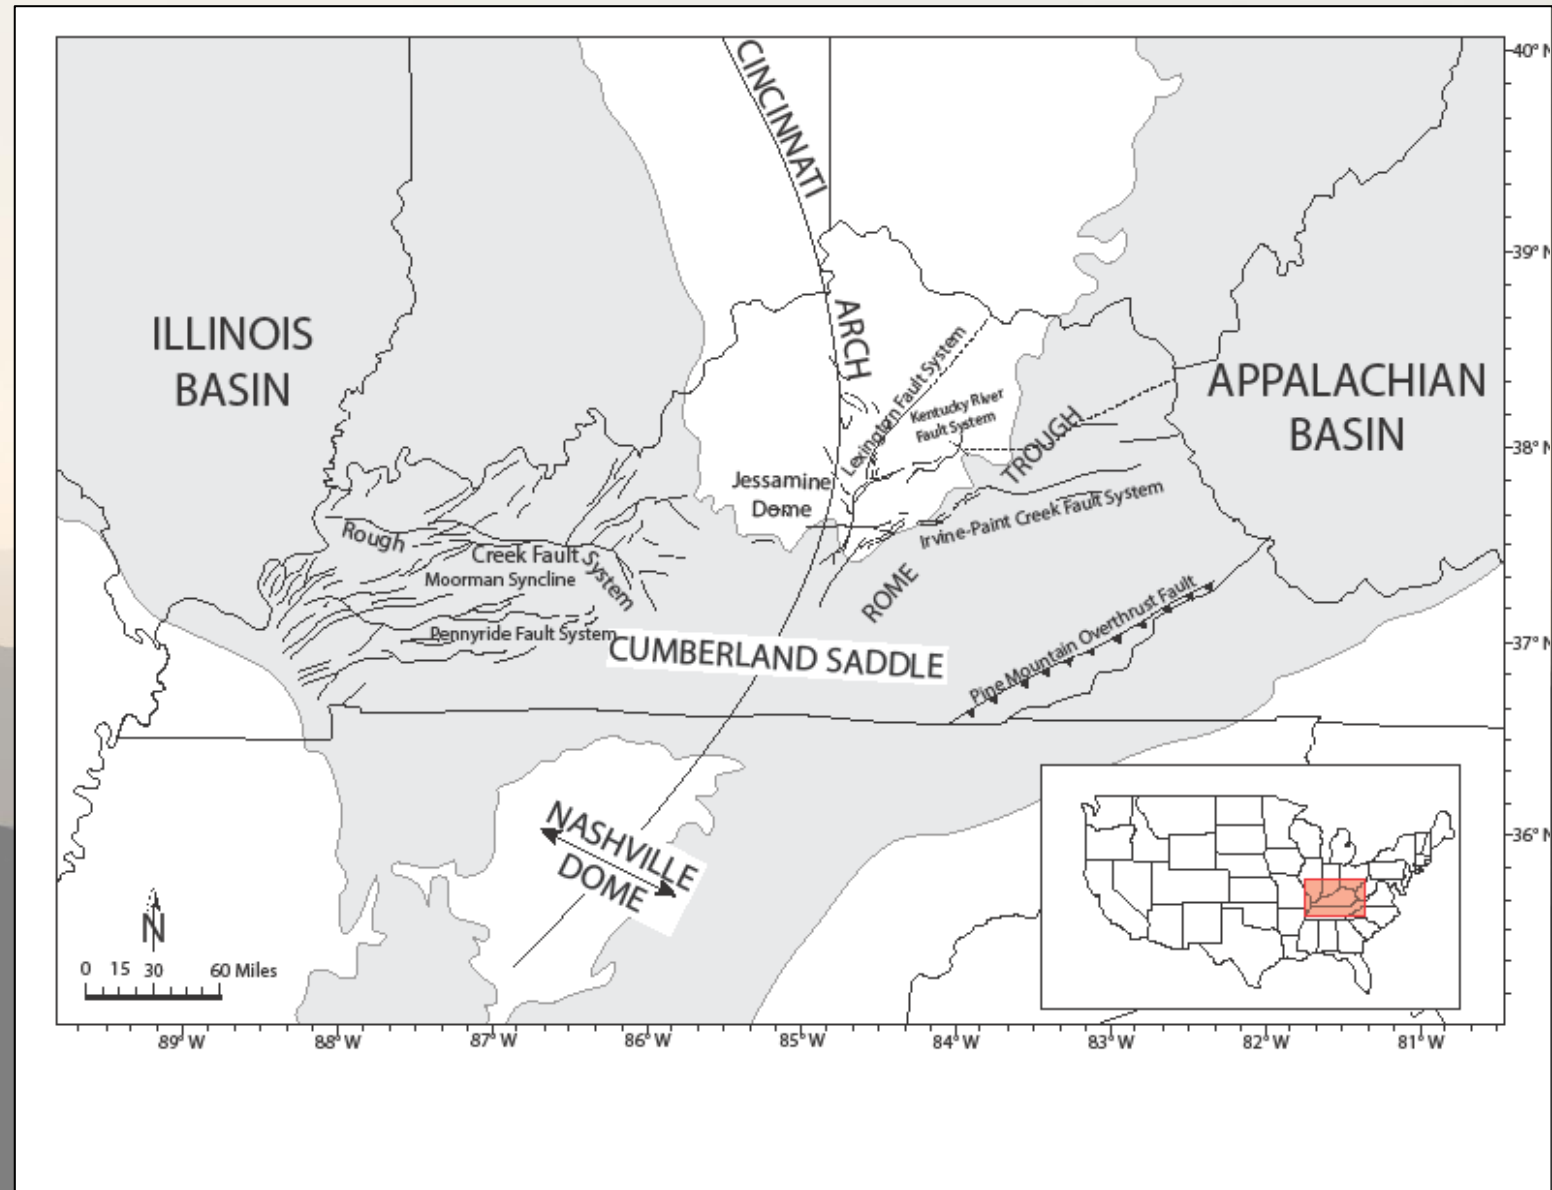 CINCINNATI
ARCH
ILLINOIS
BASIN
APPALACHIAN
BASIN
Lexington Fault System
Kentucky River
Fault System
TROUGH
Jessamine
Dome
Irvine-Paint Creek Fault System
Rough
Creek Fault
System
Moorman Syncline
ROME
Pennyride Fault System
CUMBERLAND SADDLE
Pine Mountain Overthrust Fault
NASHVILLE
DOME
N
0 15 30 60 Miles
40° N
39° N
38° N
37° N
36° N
89° W 88° W 87° W 86° W 85° W 84° W 83° W 82° W 81° W